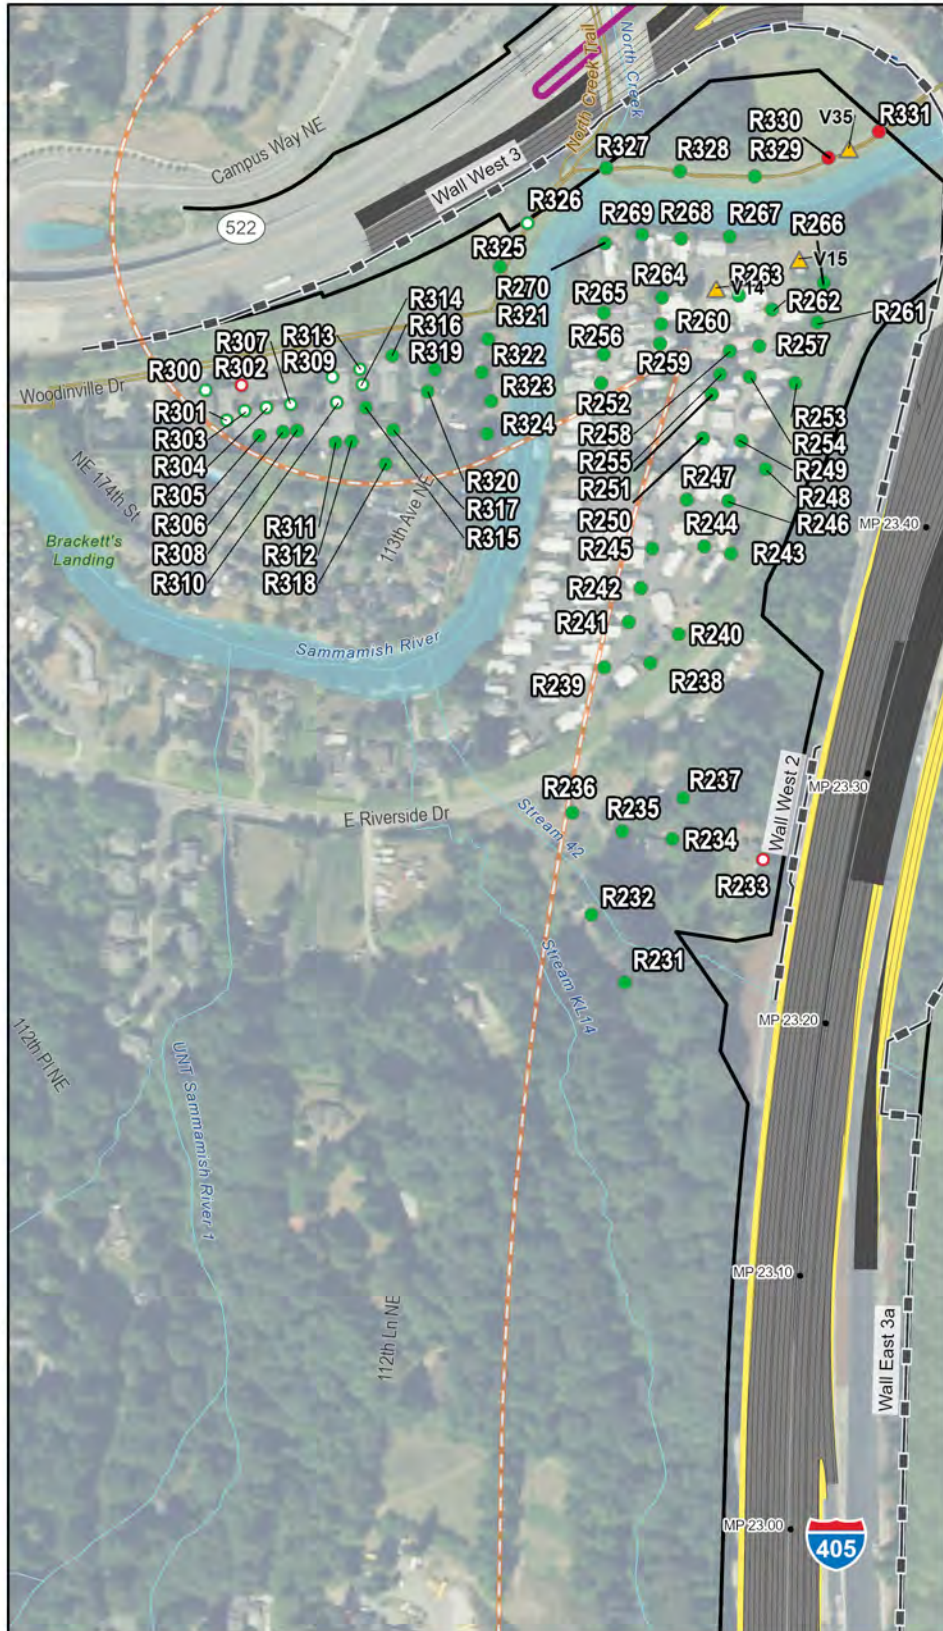 North Creek Trail
North Creek
R331
V35
R330
R329
R328
R327
Campus Way NE
Wall West 3
522
R326
R269
R268
R267
R266
R325
R270
V15
R264
R263
V14
R314
R265
R262
R316
R321
R260
R261
R313
R307
R256
R319
R309
R302
R322
R259
R257
R300
Woodinville Dr
R323
R252
R253
R301
R258
R254
R303
R324
R255
R249
R304
R251
R247
R248
NE 174th St
R305
R320
R250
R246
R306
R311
113th Ave NE
R317
R244
MP 23.40
Brackett's
Landing
R308
R312
R315
R245
R243
R310
R318
R242
R241
R240
Sammamish River
R239
R238
R237
R236
R235
MP 23.30
E Riverside Dr
Stream 42
R234
Wall West 2
R233
R232
Stream KL14
R231
MP 23.20
112th Pl NE
UNT Sammamish River 1
MP 23.10
112th Ln NE
Wall East 3a
MP 23.00
405